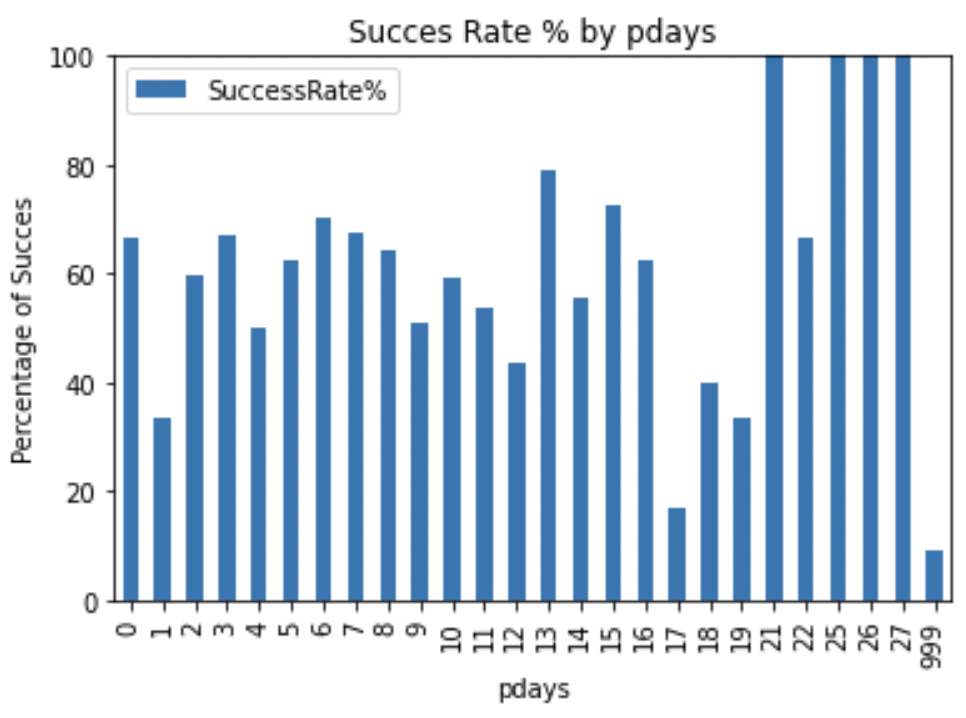 Succes Rate % by pdays
100
SuccessRate%
80
60
40
20
0
Percentage of Succes
0 1 2 3 4 5 6 7 8 9 10 11 12 13 14 15 16 17 18 19 21 22 25 26 27 999
pdays